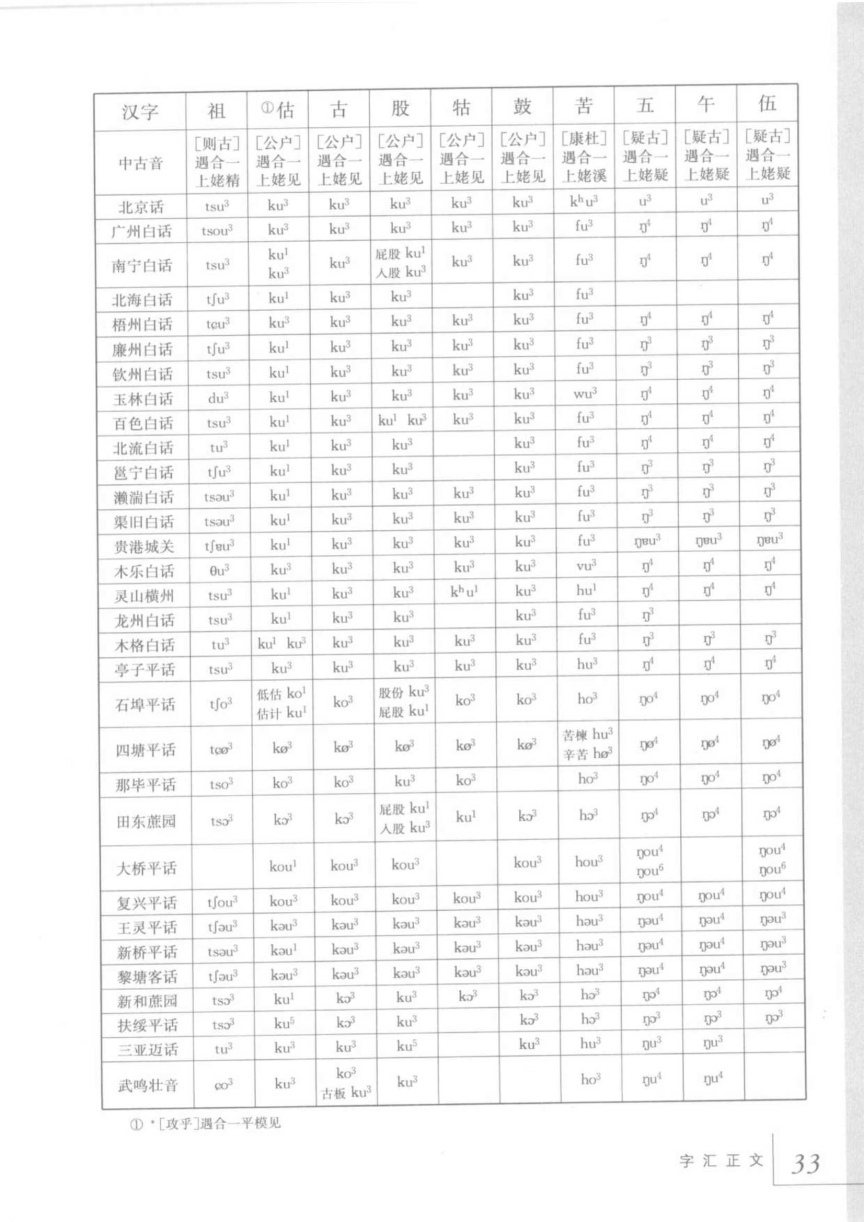 汉字 祖 ①估 古 股 牯 鼓 苦 五 午 伍
中古音 [则古]遇合一上姥精 [公户]遇合一上姥见 [公户]遇合一上姥见 [公户]遇合一上姥见 [公户]遇合一上姥见 [公户]遇合一上姥见 [康杜]遇合一上姥溪 [疑古]遇合一上姥疑 [疑古]遇合一上姥疑 [疑古]遇合一上姥疑
北京话 tsu³ ku³ ku³ ku³ ku³ ku³ kʰu³ u³ u³ u³
广州白话 tsou³ ku³ ku³ ku³ ku³ ku³ fu³ ŋ⁴ ŋ⁴ ŋ⁴
南宁白话 tsu³ ku¹ ku³ ku³ 屁股 ku¹ 入股 ku³ ku³ ku³ fu³ ŋ⁴ ŋ⁴ ŋ⁴
北海白话 tʃu³ ku¹ ku³ ku³ ku³ fu³
梧州白话 tɕu³ ku³ ku³ ku³ ku³ ku³ fu³ ŋ⁴ ŋ⁴ ŋ⁴
廉州白话 tʃu³ ku¹ ku³ ku³ ku³ ku³ fu³ ŋ³ ŋ³ ŋ³
钦州白话 tsu³ ku¹ ku³ ku³ ku³ ku³ fu³ ŋ³ ŋ³ ŋ³
玉林白话 du³ ku¹ ku³ ku³ ku³ ku³ wu³ ŋ⁴ ŋ⁴ ŋ⁴
百色白话 tsu³ ku¹ ku³ ku¹ ku³ ku³ ku³ fu³ ŋ⁴ ŋ⁴ ŋ⁴
北流白话 tu³ ku¹ ku³ ku³ ku³ fu³ ŋ⁴ ŋ⁴ ŋ⁴
邕宁白话 tʃu³ ku¹ ku³ ku³ ku³ fu³ ŋ³ ŋ³ ŋ³
濑湍白话 tsəu³ ku¹ ku³ ku³ ku³ ku³ fu³ ŋ³ ŋ³ ŋ³
渠旧白话 tsəu³ ku¹ ku³ ku³ ku³ ku³ fu³ ŋ³ ŋ³ ŋ³
贵港城关 tʃɐu³ ku¹ ku³ ku³ ku³ ku³ fu³ ŋɐu³ ŋɐu³ ŋɐu³
木乐白话 θu³ ku³ ku³ ku³ ku³ ku³ vu³ ŋ⁴ ŋ⁴ ŋ⁴
灵山横州 tsu³ ku¹ ku³ ku³ kʰu¹ ku³ hu¹ ŋ⁴ ŋ⁴ ŋ⁴
龙州白话 tsu³ ku¹ ku³ ku³ ku³ fu³ ŋ³
木格白话 tu³ ku¹ ku³ ku³ ku³ ku³ ku³ fu³ ŋ³ ŋ³ ŋ³
亭子平话 tsu³ ku³ ku³ ku³ ku³ ku³ hu³ ŋ⁴ ŋ⁴ ŋ⁴
石埠平话 tʃo³ 低估 ko¹ 估计 ku¹ ko³ 股份 ku³ 屁股 ku¹ ko³ ko³ ho³ ŋo⁴ ŋo⁴ ŋo⁴
四塘平话 tɕø³ kø³ kø³ kø³ kø³ kø³ 苦楝 hu³ 辛苦 hø³ ŋø⁴ ŋø⁴ ŋø⁴
那毕平话 tso³ ko³ ko³ ku³ ko³ ho³ ŋo⁴ ŋo⁴ ŋo⁴
田东蔗园 tsɔ³ kɔ³ kɔ³ 屁股 ku¹ 入股 ku³ ku¹ kɔ³ hɔ³ ŋɔ⁴ ŋɔ⁴ ŋɔ⁴
大桥平话 kou¹ kou³ kou³ kou³ hou³ ŋou⁴ ŋou⁶ ŋou⁴ ŋou⁶
复兴平话 tʃou³ kou³ kou³ kou³ kou³ kou³ hou³ ŋou⁴ ŋou⁴ ŋou⁴
王灵平话 tʃəu³ kəu³ kəu³ kəu³ kəu³ kəu³ həu³ ŋəu⁴ ŋəu⁴ ŋəu³
新桥平话 tsəu³ kəu¹ kəu³ kəu³ kəu³ kəu³ həu³ ŋəu⁴ ŋəu⁴ ŋəu³
黎塘客话 tʃəu³ kəu³ kəu³ kəu³ kəu³ kəu³ həu³ ŋəu⁴ ŋəu⁴ ŋəu³
新和蔗园 tsɔ³ ku¹ kɔ³ ku³ kɔ³ kɔ³ hɔ³ ŋɔ⁴ ŋɔ⁴ ŋɔ⁴
扶绥平话 tsɔ³ ku⁵ kɔ³ ku³ kɔ³ hɔ³ ŋɔ³ ŋɔ³ ŋɔ³
三亚迈话 tu³ ku³ ku³ ku⁵ ku³ hu³ ŋu³ ŋu³
武鸣壮音 ɕo³ ku³ ko³ 古板 ku³ ku³ ho³ ŋu⁴ ŋu⁴
① *[攻乎]遇合一平模见
字汇正文 33